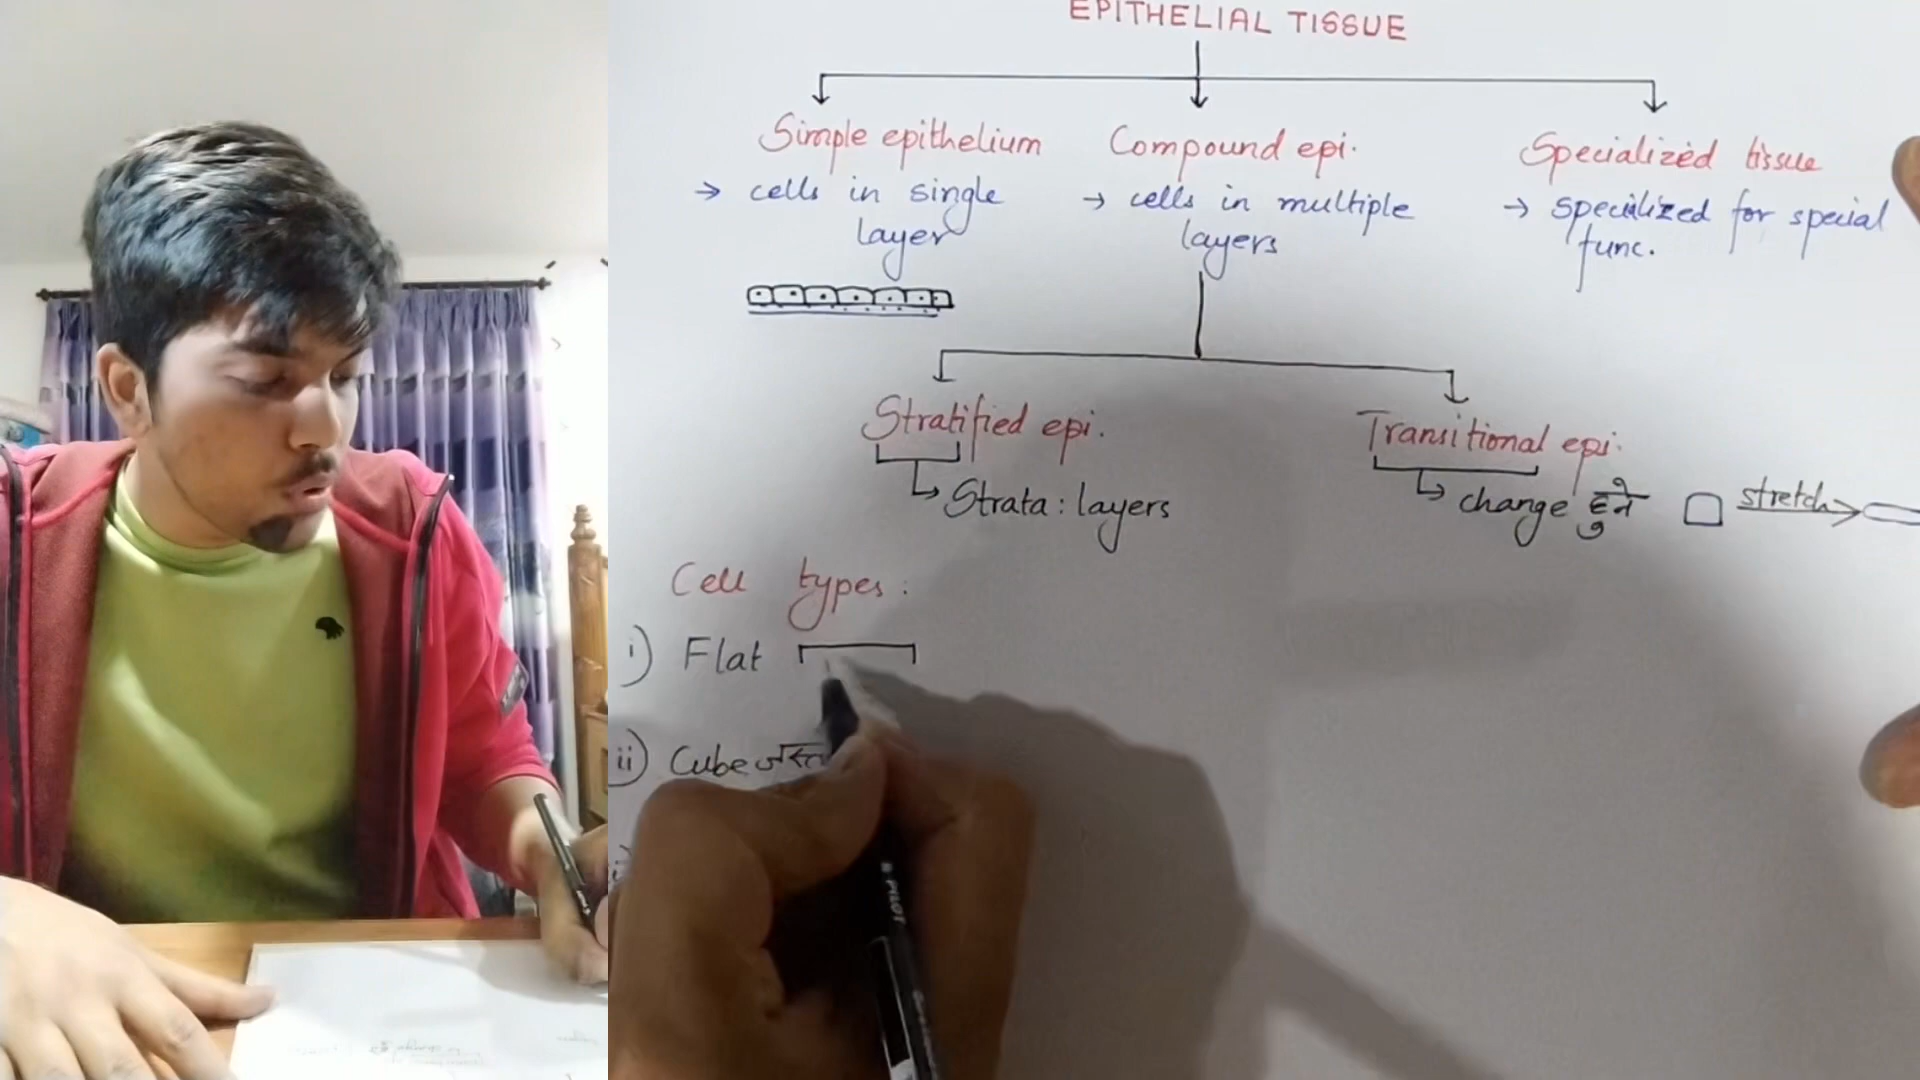 EPITHELIAL TISSUE
Simple epithelium
→ cells in single
layer
Compound epi.
→ cells in multiple
layers
Specialized tissue
→ specialized for special
func.
Stratified epi.
↳ Strata : layers
Transitional epi.
↳ change हुने
stretch
Cell types :
i) Flat
ii) Cube
PILOT